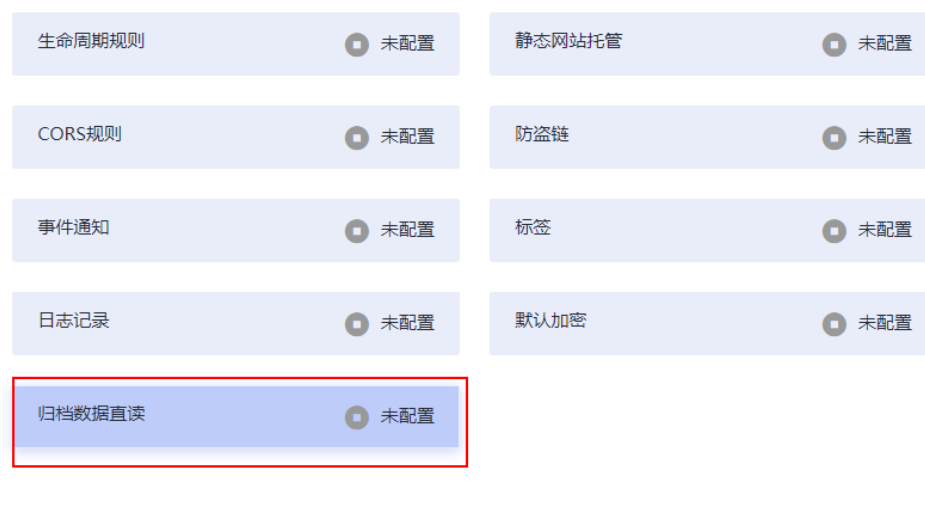 生命周期规则 未配置 静态网站托管 未配置
CORS规则 未配置 防盗链 未配置
事件通知 未配置 标签 未配置
日志记录 未配置 默认加密 未配置
归档数据直读 未配置